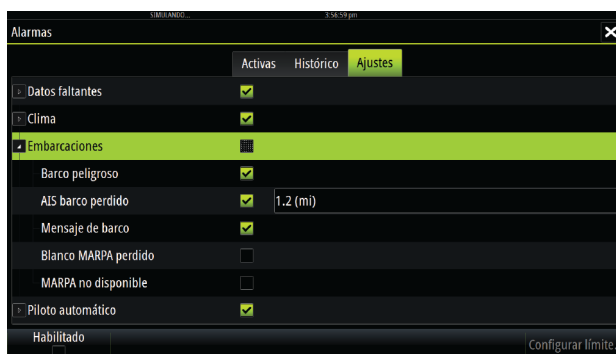 SIMULANDO... 3:56:59 pm
Alarmas X
Activas Histórico Ajustes
Datos faltantes
Clima
Embarcaciones
Barco peligroso
AIS barco perdido 1.2 (mi)
Mensaje de barco
Blanco MARPA perdido
MARPA no disponible
Piloto automático
Habilitado
Configurar límite